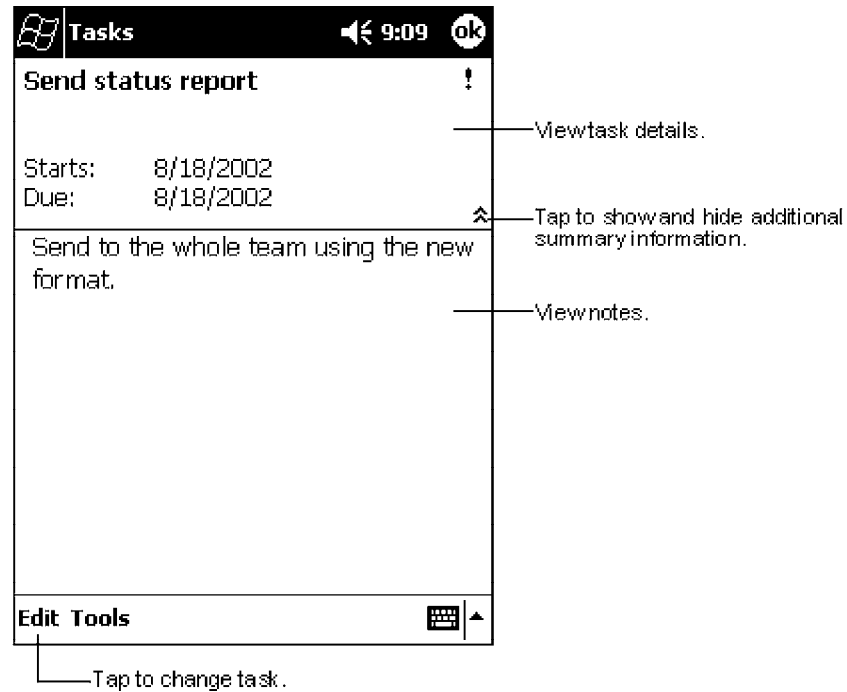 Tasks 9:09 ok
Send status report !
View task details.
Starts: 8/18/2002
Due: 8/18/2002
Tap to show and hide additional
summary information.
Send to the whole team using the new
format.
View notes.
Edit Tools
Tap to change task.